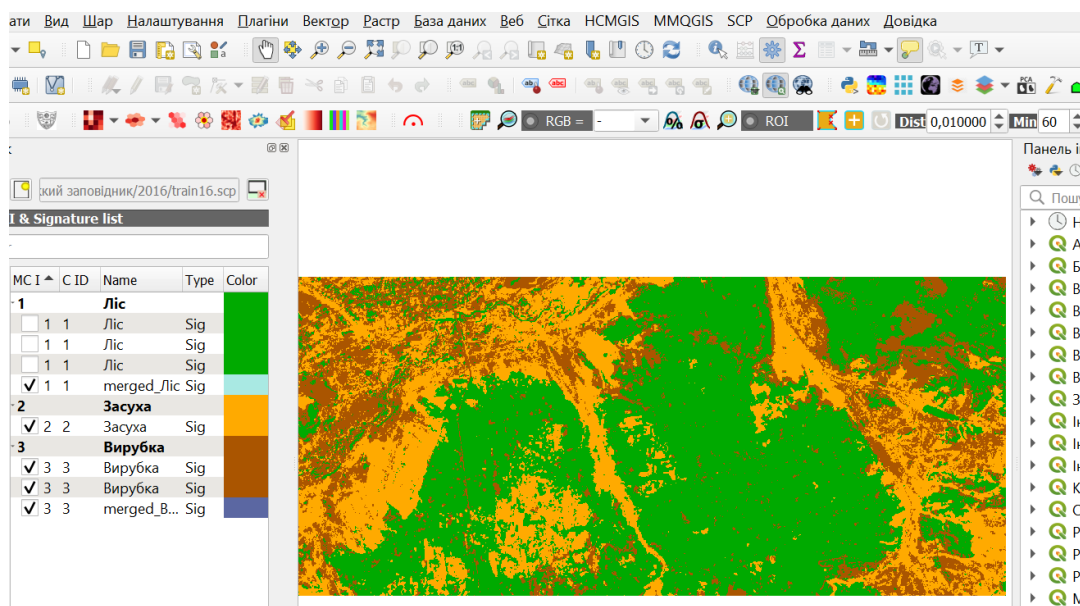 ати Вид Шар Налаштування Плагіни Вектор Растр База даних Веб Сітка HCMGIS MMQGIS SCP Обробка даних Довідка
RGB = - ROI Dist 0,010000 Min 60
Панель і
кий заповідник/2016/train16.scp
Пошу
I & Signature list
MC I C ID Name Type Color
1 Ліс
1 1 Ліс Sig
1 1 Ліс Sig
1 1 Ліс Sig
1 1 merged_Ліс Sig
2 Засуха
2 2 Засуха Sig
3 Вирубка
3 3 Вирубка Sig
3 3 Вирубка Sig
3 3 merged_В... Sig